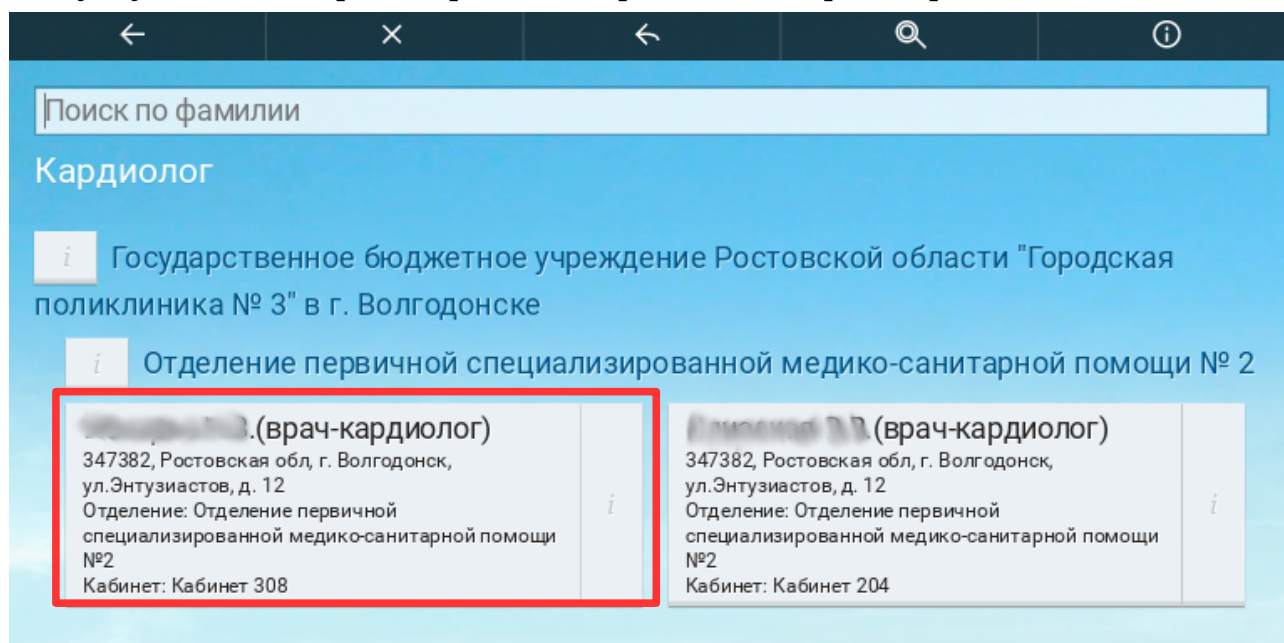 Поиск по фамилии
Кардиолог
i Государственное бюджетное учреждение Ростовской области "Городская
поликлиника № 3" в г. Волгодонске
i Отделение первичной специализированной медико-санитарной помощи № 2
(врач-кардиолог)
347382, Ростовская обл, г. Волгодонск,
ул.Энтузиастов, д. 12
Отделение: Отделение первичной
специализированной медико-санитарной помощи
№2
Кабинет: Кабинет 308
i
(врач-кардиолог)
347382, Ростовская обл, г. Волгодонск,
ул.Энтузиастов, д. 12
Отделение: Отделение первичной
специализированной медико-санитарной помощи
№2
Кабинет: Кабинет 204
i